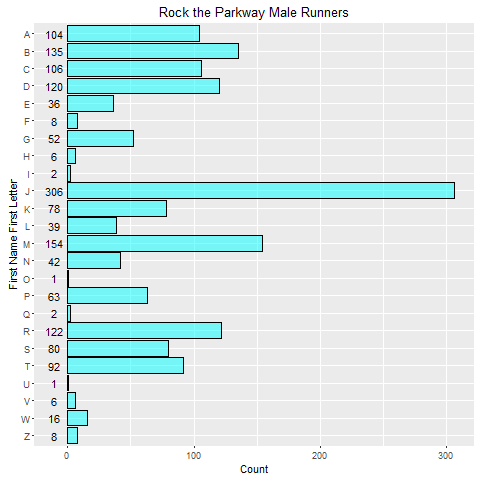 Rock the Parkway Male Runners
First Name First Letter
A 104
B 135
C 106
D 120
E 36
F 8
G 52
H 6
I 2
J 306
K 78
L 39
M 154
N 42
O 1
P 63
Q 2
R 122
S 80
T 92
U 1
V 6
W 16
Z 8
0 100 200 300
Count